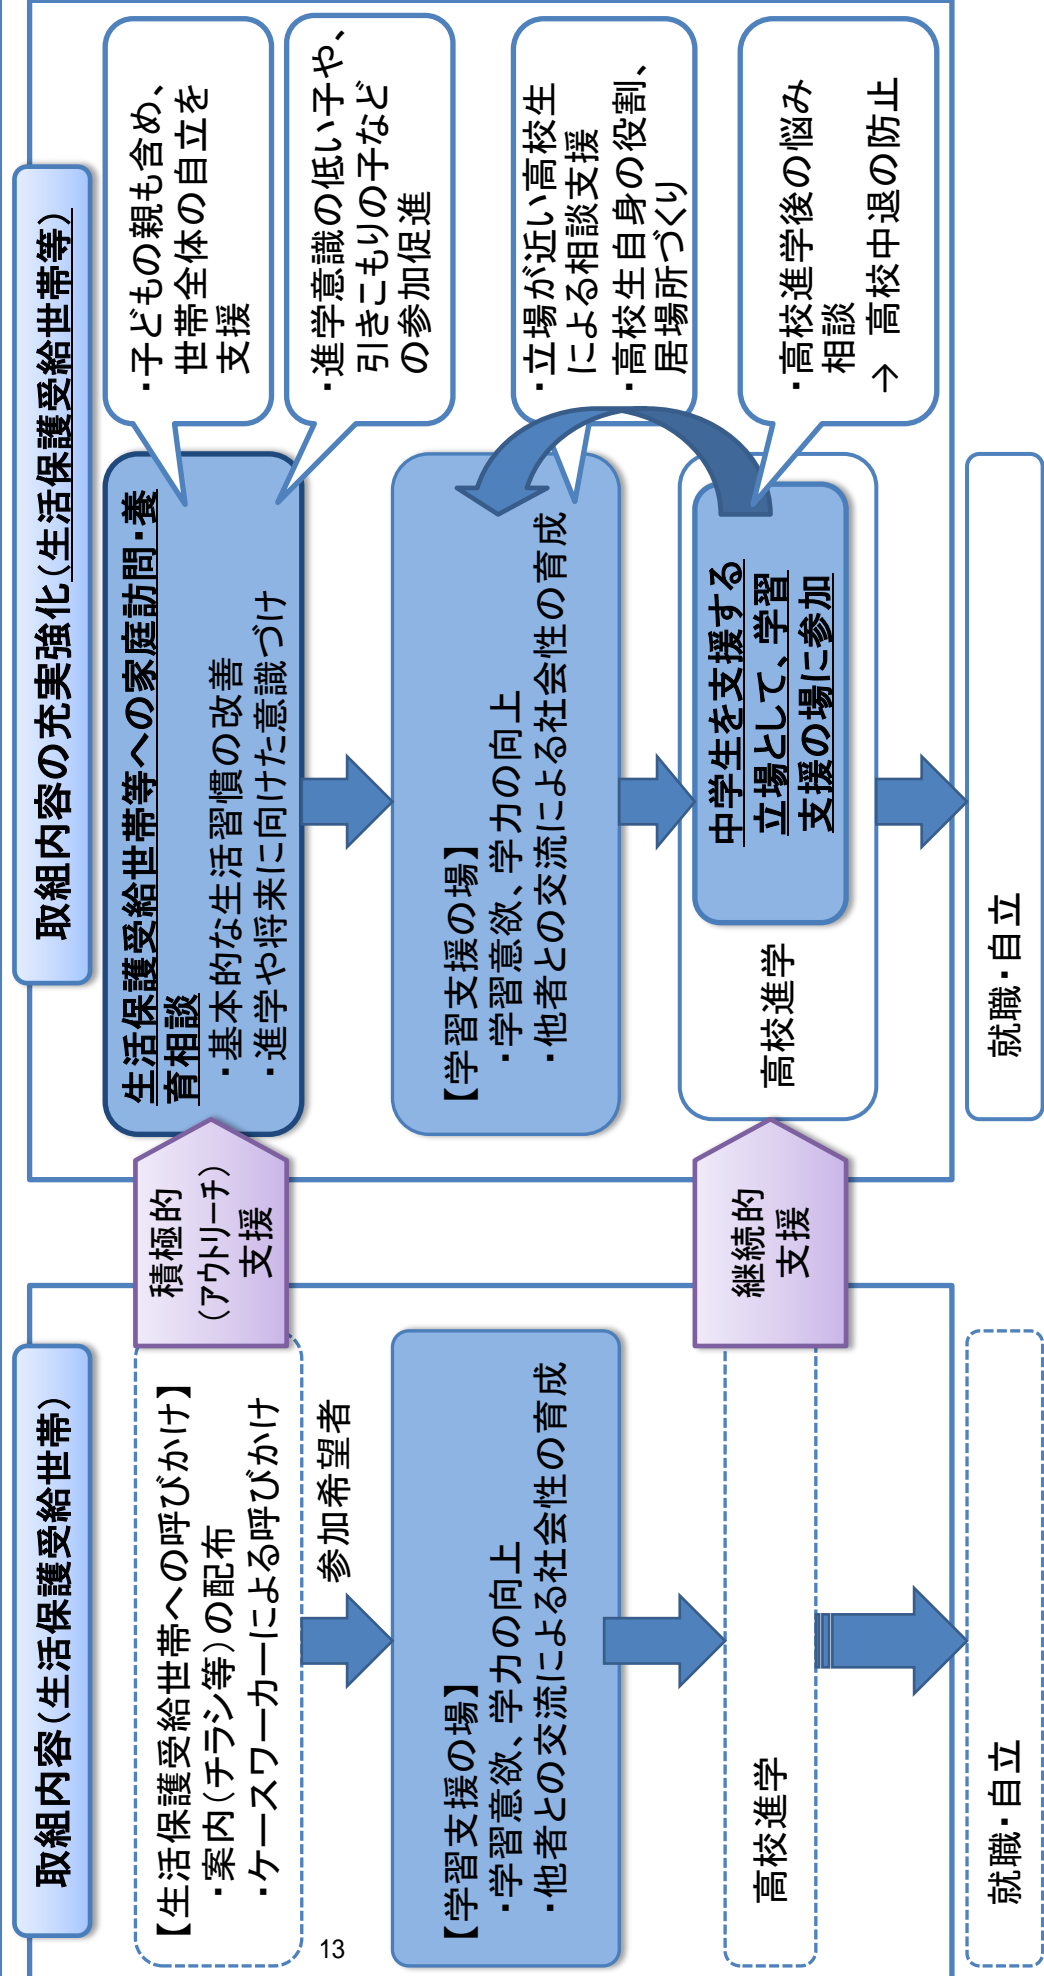 取組内容（生活保護受給世帯）
【生活保護受給世帯への呼びかけ】
・案内（チラシ等）の配布
・ケースワーカーによる呼びかけ
参加希望者
【学習支援の場】
・学習意欲、学力の向上
・他者との交流による社会性の育成
高校進学
就職・自立
積極的
（アウトリーチ）
支援
継続的
支援
取組内容の充実強化（生活保護受給世帯等）
生活保護受給世帯等への家庭訪問・養
育相談
・基本的な生活習慣の改善
・進学や将来に向けた意識づけ
【学習支援の場】
・学習意欲、学力の向上
・他者との交流による社会性の育成
高校進学
中学生を支援する
立場として、学習
支援の場に参加
就職・自立
・子どもの親も含め、
世帯全体の自立を
支援
・進学意識の低い子や、
引きこもりの子など
の参加促進
・立場が近い高校生
による相談支援
・高校生自身の役割、
居場所づくり
・高校進学後の悩み
相談
→ 高校中退の防止
13